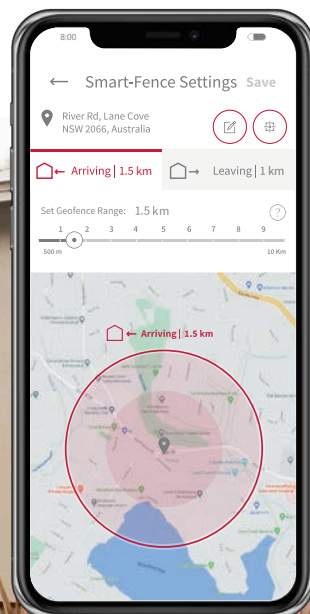 8:00
Smart-Fence Settings Save
River Rd, Lane Cove
NSW 2066, Australia
Arriving | 1.5 km
Leaving | 1 km
Set Geofence Range: 1.5 km ?
1 2 3 4 5 6 7 8 9
500 m 10 Km
Arriving | 1.5 km